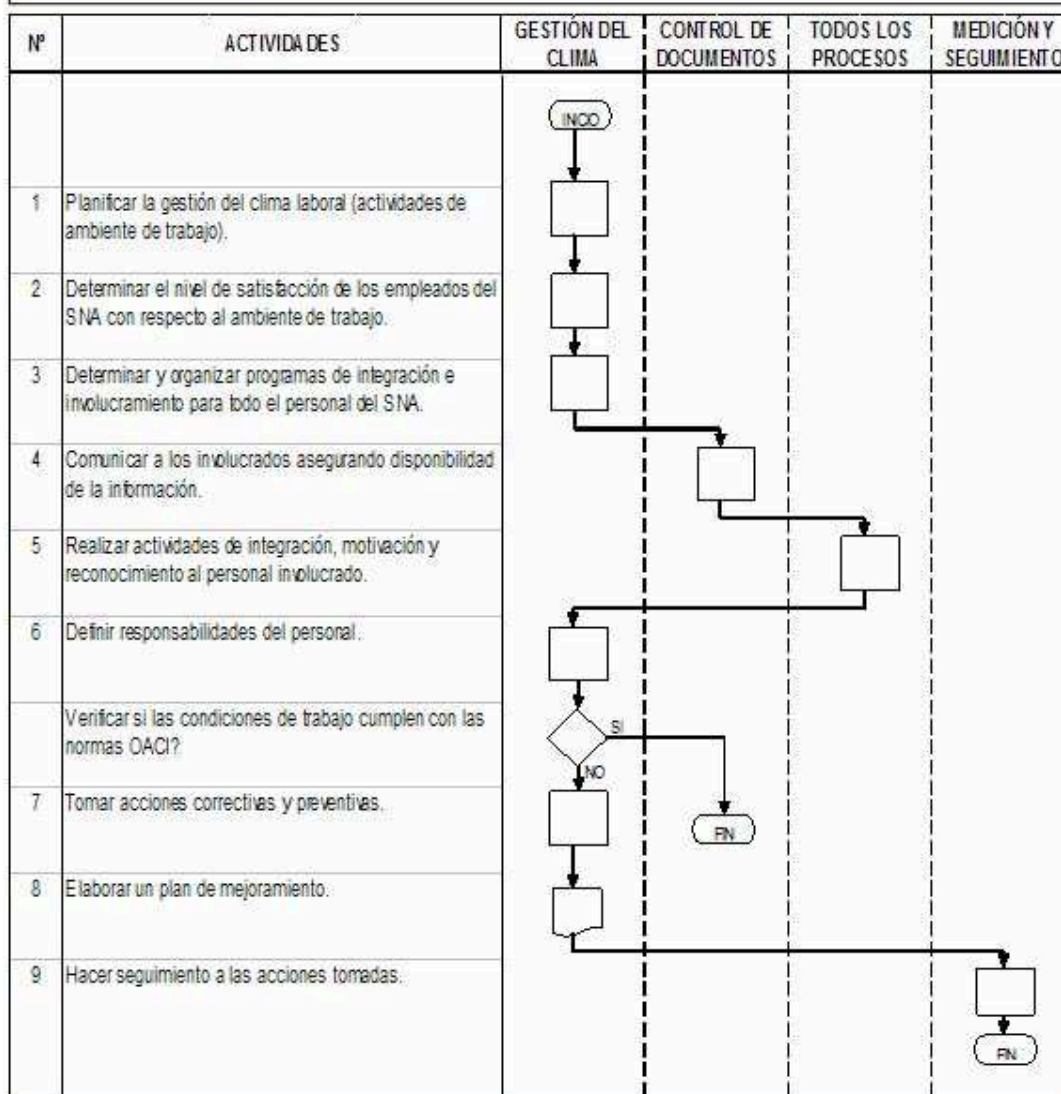 Nº ACTIVIDADES GESTIÓN DEL CLIMA CONTROL DE DOCUMENTOS TODOS LOS PROCESOS MEDICIÓN Y SEGUIMIENTO
INICIO
1 Planificar la gestión del clima laboral (actividades de
ambiente de trabajo).
2 Determinar el nivel de satisfacción de los empleados del
SNA con respecto al ambiente de trabajo.
3 Determinar y organizar programas de integración e
involucramiento para todo el personal del SNA.
4 Comunicar a los involucrados asegurando disponibilidad
de la información.
5 Realizar actividades de integración, motivación y
reconocimiento al personal involucrado.
6 Definir responsabilidades del personal.
Verificar si las condiciones de trabajo cumplen con las
normas OACI?
SI
NO
7 Tomar acciones correctivas y preventivas.
FIN
8 Elaborar un plan de mejoramiento.
9 Hacer seguimiento a las acciones tomadas.
FIN